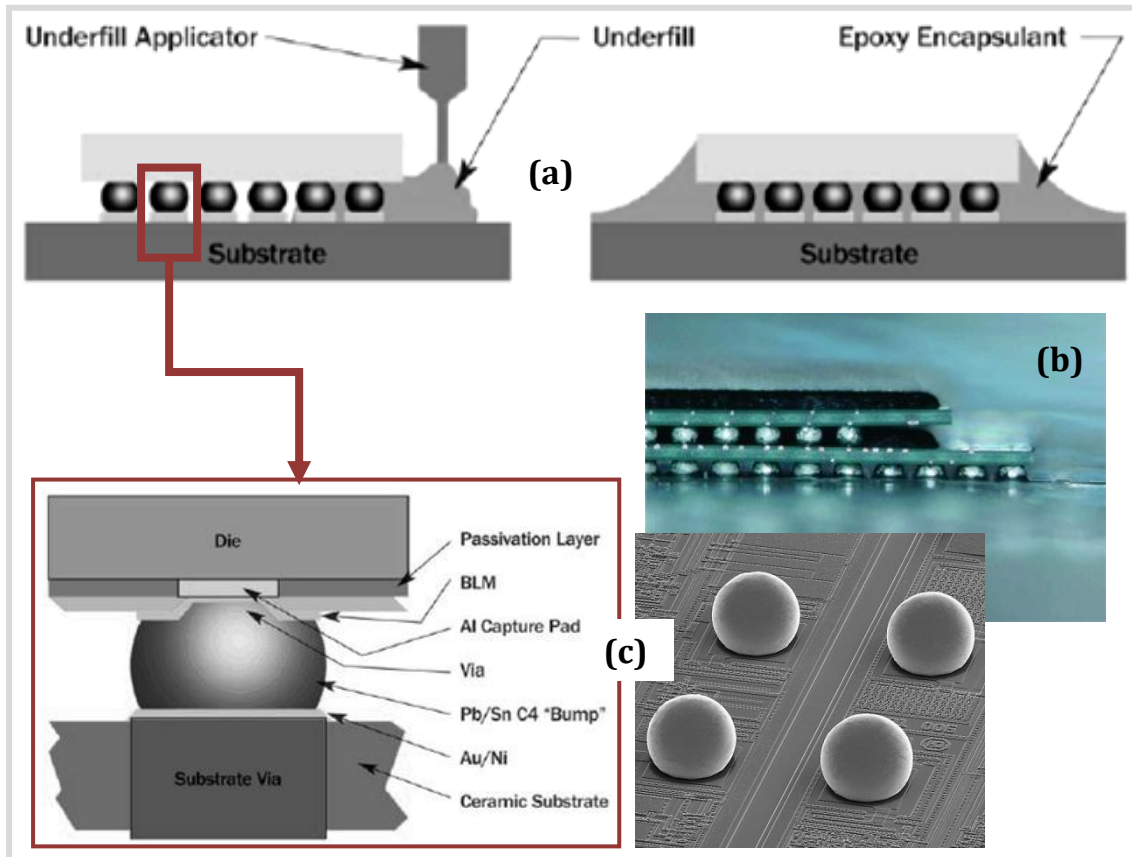 Underfill Applicator
Underfill
Epoxy Encapsulant
(a)
Substrate
Substrate
(b)
Die
Passivation Layer
BLM
Al Capture Pad
Via
Pb/Sn C4 “Bump”
Au/Ni
Ceramic Substrate
Substrate Via
(c)